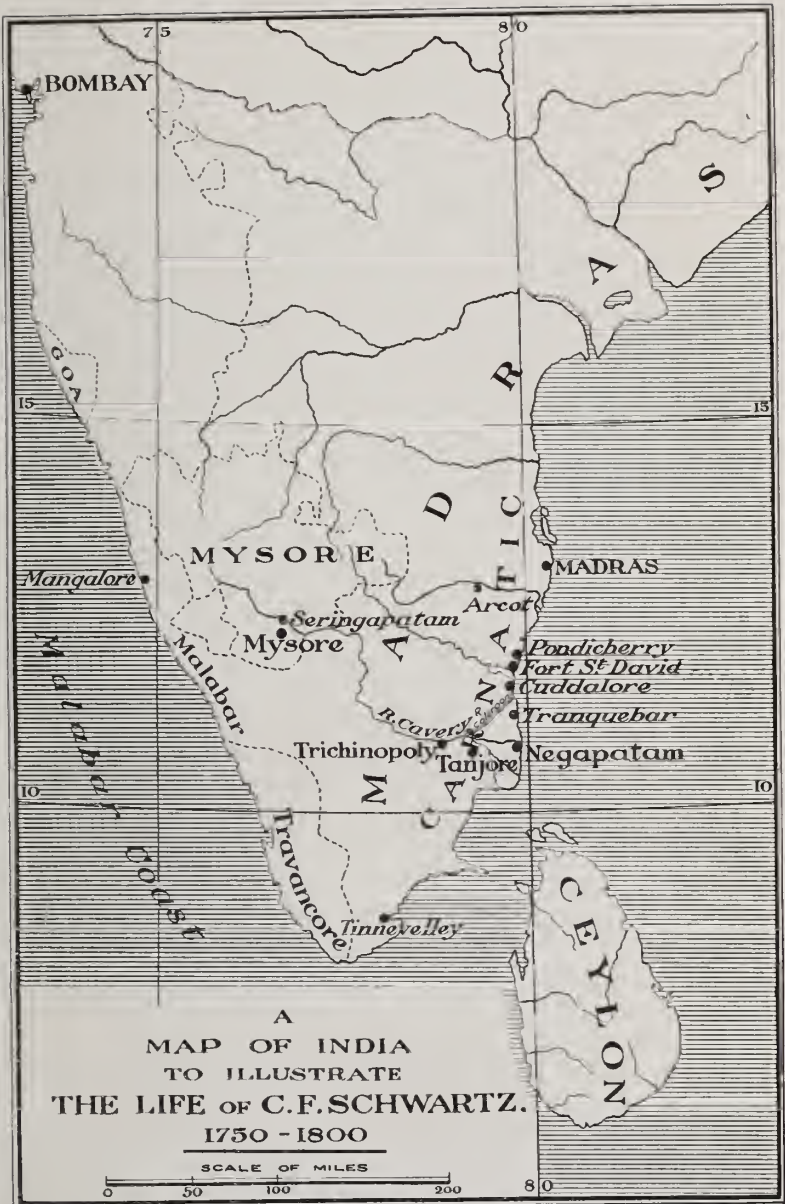 75 80
BOMBAY
GOA
15 15
MADRAS
CARNATIC
MYSORE
MADRAS
Mangalore
Arcot
Seringapatam
Mysore
Pondicherry
Fort St. David
Malabar
Cuddalore
R. Cavery
Tranquebar
Trichinopoly
Tanjore
Negapatam
10 10
Malabar Coast
Travancore
Tinnevelley
CEYLON
A
MAP OF INDIA
TO ILLUSTRATE
THE LIFE OF C.F. SCHWARTZ.
1750 - 1800
SCALE OF MILES
0 50 100 200
80